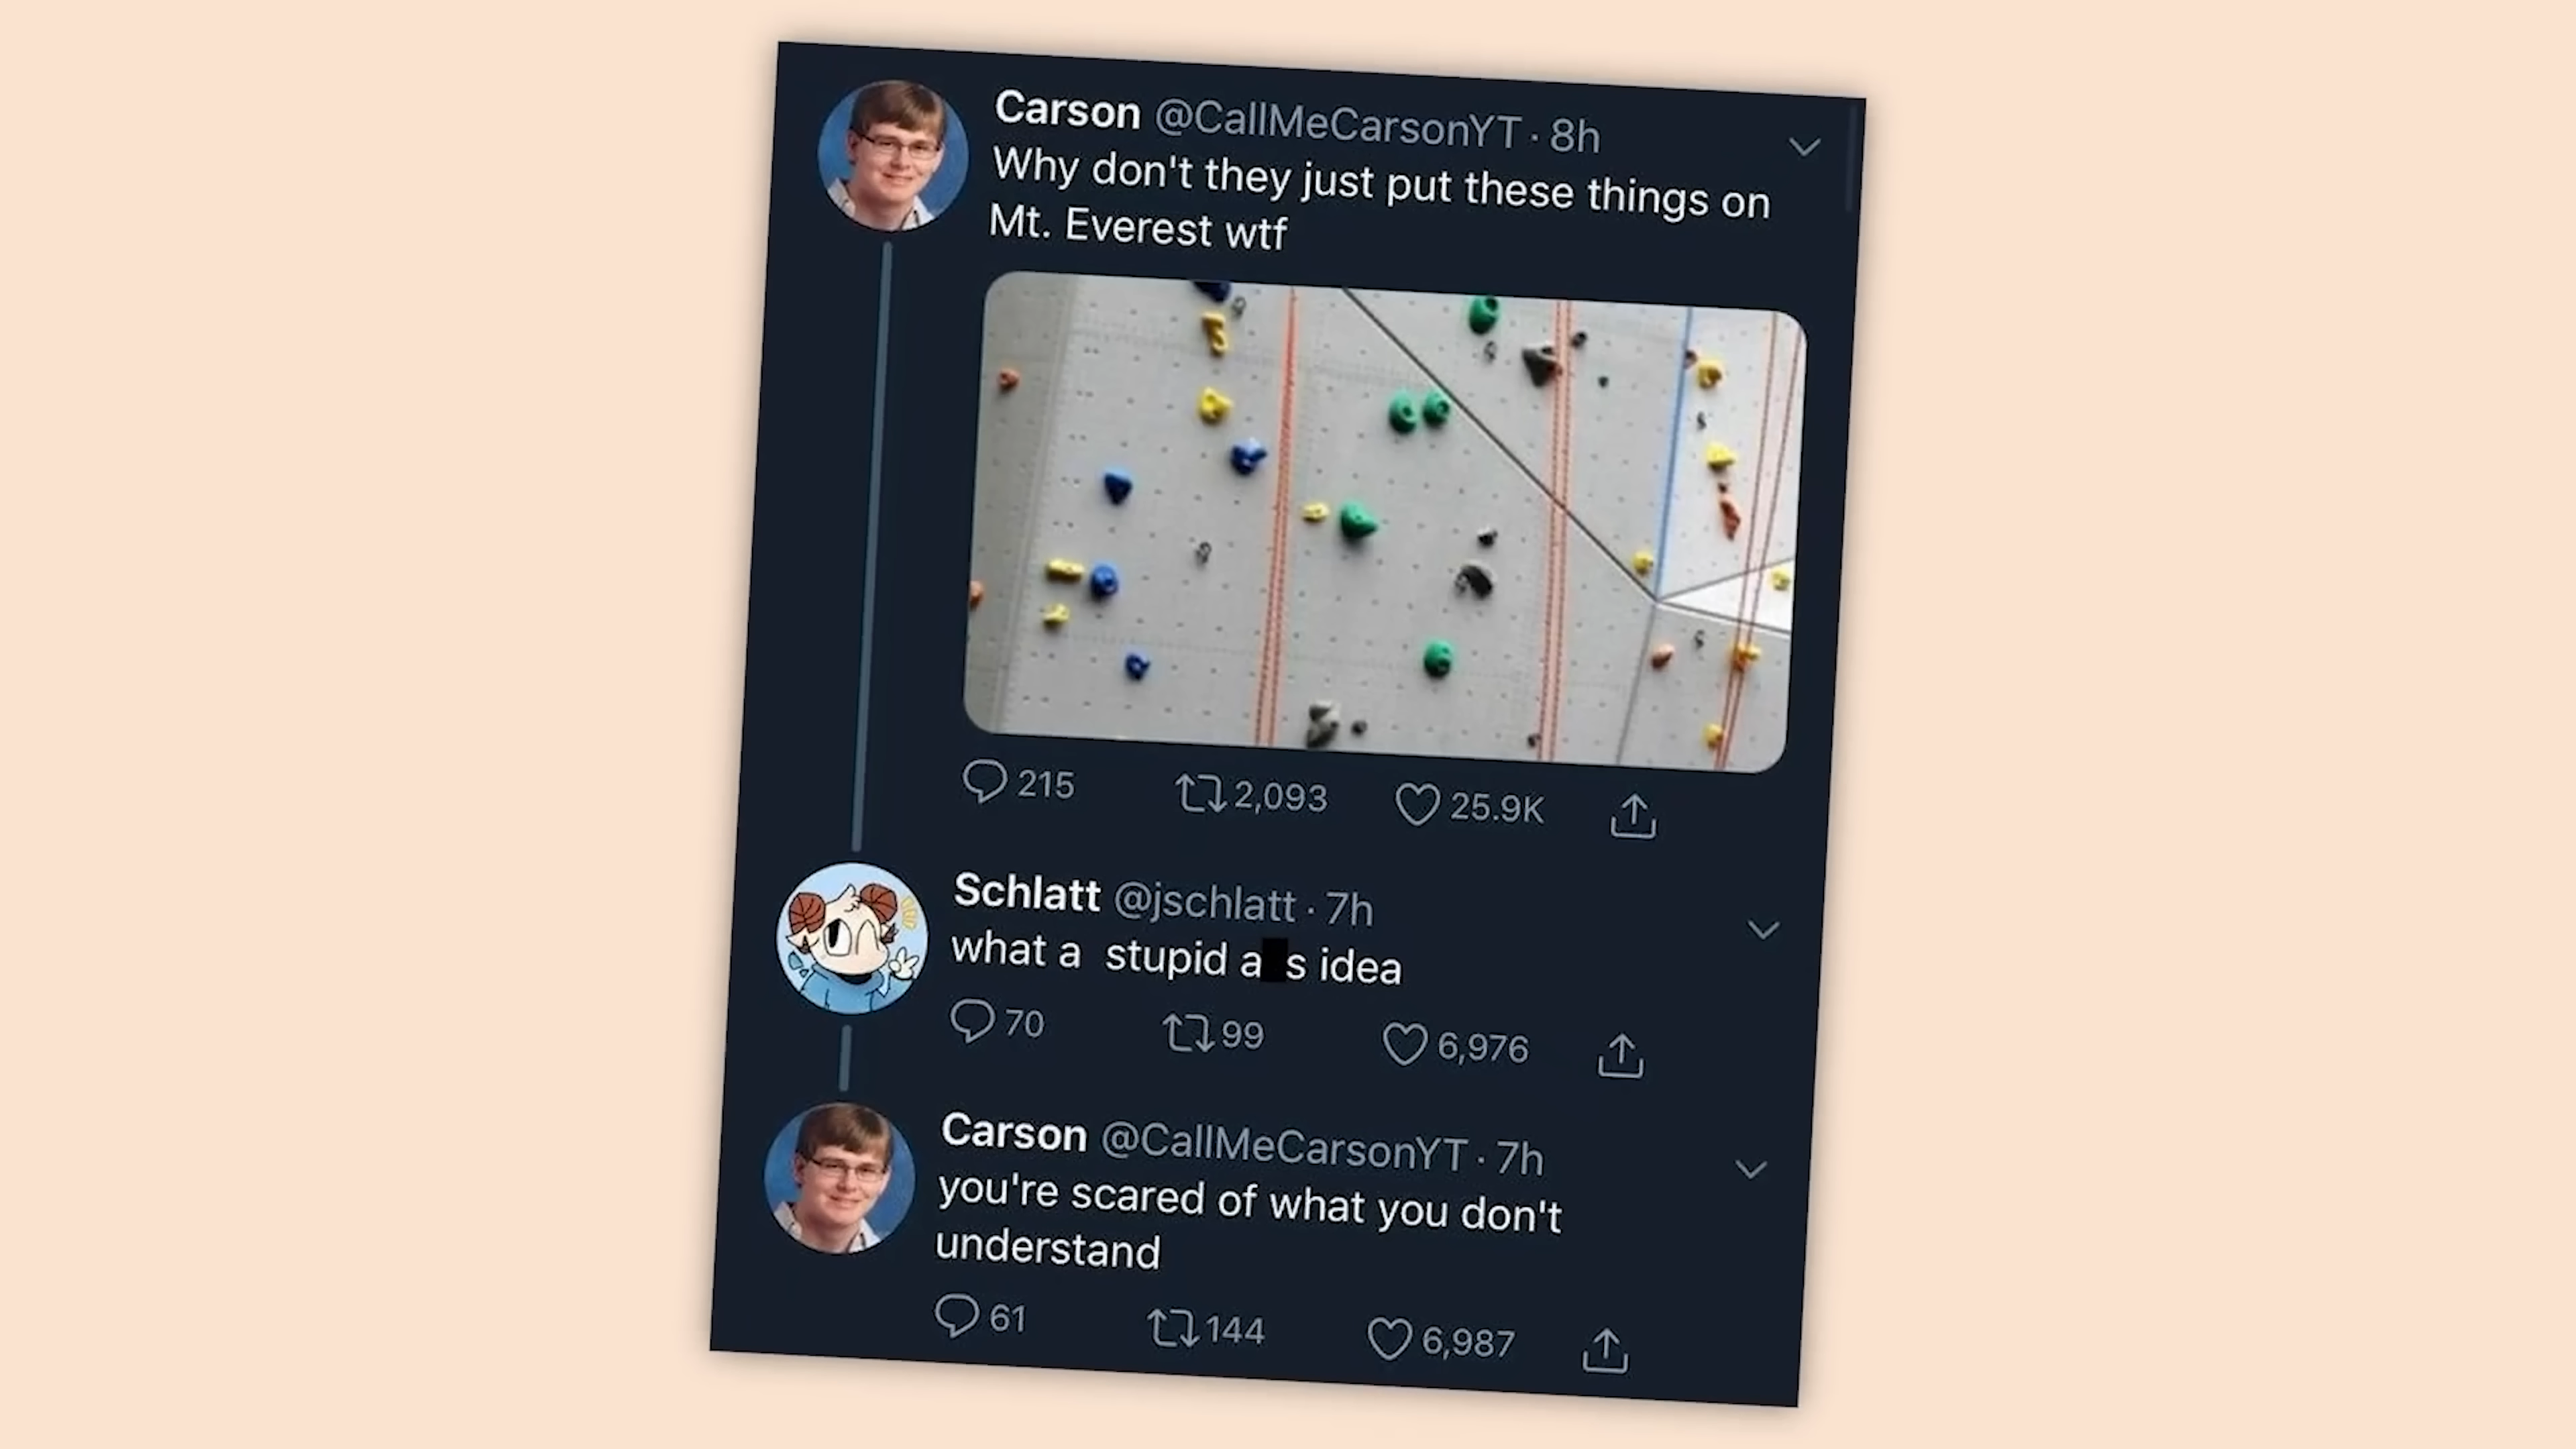 Carson @CallMeCarsonYT · 8h
Why don't they just put these things on
Mt. Everest wtf
215 2,093 25.9K
Schlatt @jschlatt · 7h
what a stupid a s idea
70 99 6,976
Carson @CallMeCarsonYT · 7h
you're scared of what you don't
understand
61 144 6,987